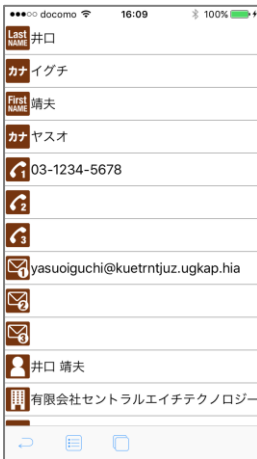 docomo 16:09 100%
Last NAME 井口
カナ イグチ
First NAME 靖夫
カナ ヤスオ
1 03-1234-5678
2
3
1 yasuoiguchi@kuetrntjuz.ugkap.hia
2
3
井口 靖夫
有限会社セントラルエイチテクノロジー